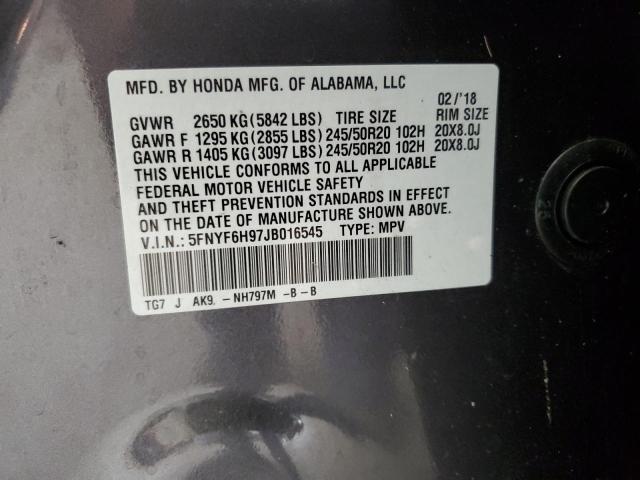 MFD. BY HONDA MFG. OF ALABAMA, LLC
02/'18
GVWR 2650 KG(5842 LBS) TIRE SIZE RIM SIZE
GAWR F 1295 KG(2855 LBS)245/50R20 102H 20X8.0J
GAWR R 1405 KG(3097 LBS)245/50R20 102H 20X8.0J
THIS VEHICLE CONFORMS TO ALL APPLICABLE
FEDERAL MOTOR VEHICLE SAFETY
AND THEFT PREVENTION STANDARDS IN EFFECT
ON THE DATE OF MANUFACTURE SHOWN ABOVE.
V.I.N.: 5FNYF6H97JB016545 TYPE: MPV
TG7 J AK9. -NH797M -B-B